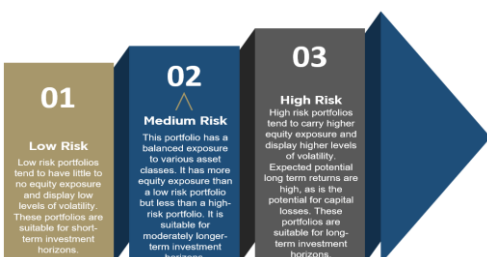 01
Low Risk
Low risk portfolios
tend to have little to
no equity exposure
and display low
levels of volatility.
These portfolios are
suitable for short-
term investment
horizons.
02
Medium Risk
This portfolio has a
balanced exposure
to various asset
classes. It has more
equity exposure than
a low risk portfolio
but less than a high-
risk portfolio. It is
suitable for
moderately longer-
term investment
horizons.
03
High Risk
High risk portfolios
tend to carry higher
equity exposure and
display higher levels
of volatility.
Expected potential
long term returns are
high, as is the
potential for capital
losses. These
portfolios are
suitable for long-
term investment
horizons.